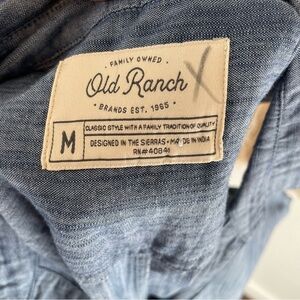 · FAMILY OWNED ·
Old Ranch X
· BRANDS EST. 1965 ·
M
CLASSIC STYLE WITH A FAMILY TRADITION OF QUALITY
DESIGNED IN THE SIERRAS • MADE IN INDIA
RN#40841